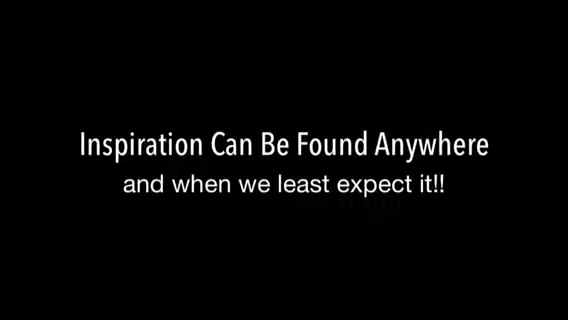 Inspiration Can Be Found Anywhere
and when we least expect it!!